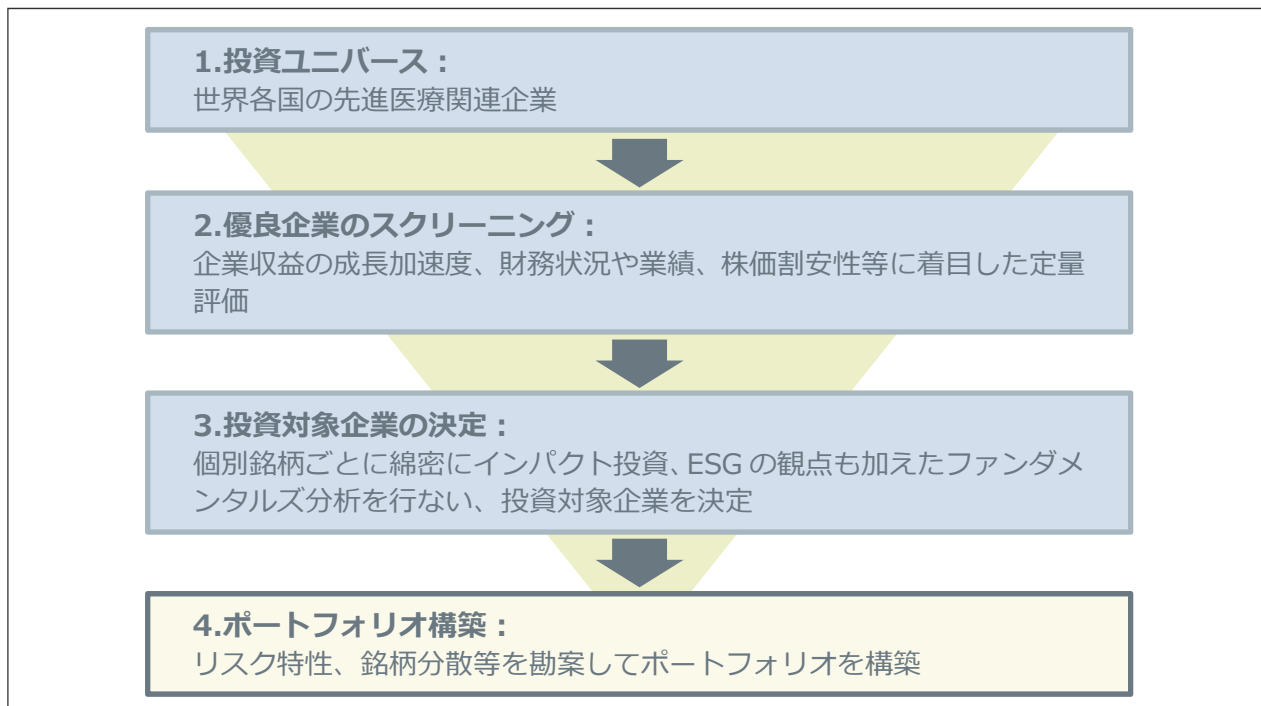 1.投資ユニバース：
世界各国の先進医療関連企業
2.優良企業のスクリーニング：
企業収益の成長加速度、財務状況や業績、株価割安性等に着目した定量
評価
3.投資対象企業の決定：
個別銘柄ごとに綿密にインパクト投資、ESG の観点も加えたファンダメ
ンタルズ分析を行ない、投資対象企業を決定
4.ポートフォリオ構築：
リスク特性、銘柄分散等を勘案してポートフォリオを構築